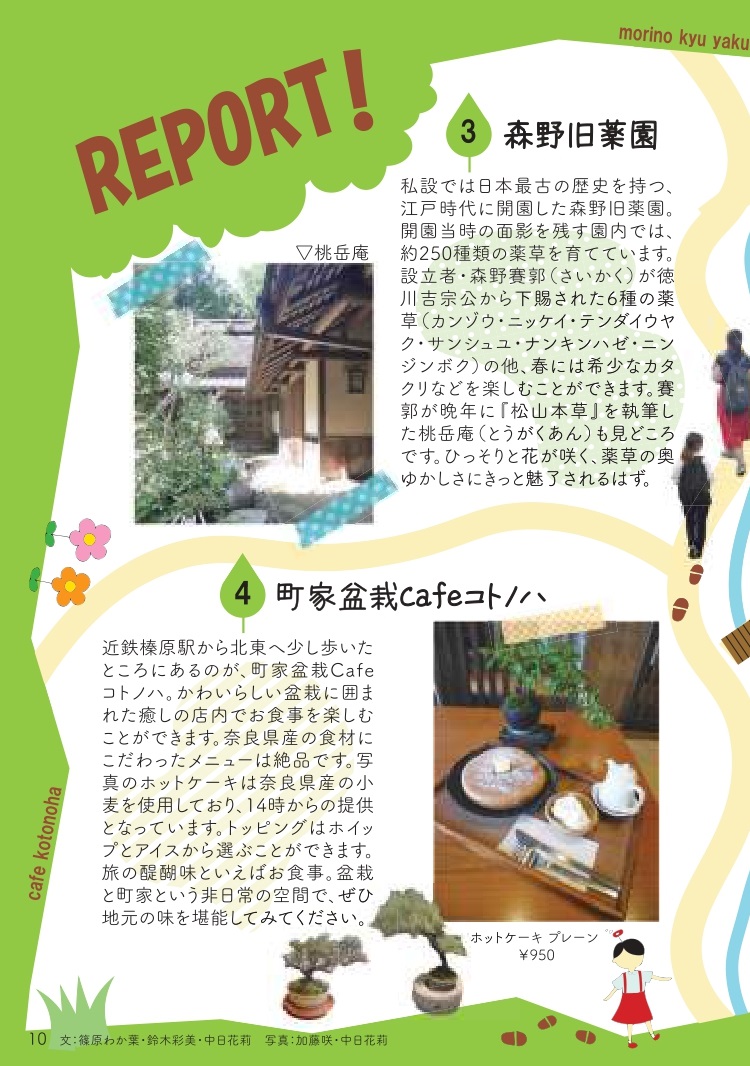 morino kyu yaku
REPORT!
3 森野旧薬園
私設では日本最古の歴史を持つ、
江戸時代に開園した森野旧薬園。
開園当時の面影を残す園内では、
約250種類の薬草を育てています。
設立者・森野賽郭(さいかく)が徳
川吉宗公から下賜された6種の薬
草(カンゾウ・ニッケイ・テンダイウヤ
ク・サンシュユ・ナンキンハゼ・ニン
ジンボク)の他、春には希少なカタ
クリなどを楽しむことができます。賽
郭が晩年に『松山本草』を執筆し
た桃岳庵(とうがくあん)も見どころ
です。ひっそりと花が咲く、薬草の奥
ゆかしさにきっと魅了されるはず。
▽桃岳庵
4 町家盆栽Cafeコトノハ
近鉄榛原駅から北東へ少し歩いた
ところにあるのが、町家盆栽Cafe
コトノハ。かわいらしい盆栽に囲ま
れた癒しの店内でお食事を楽しむ
ことができます。奈良県産の食材に
こだわったメニューは絶品です。写
真のホットケーキは奈良県産の小
麦を使用しており、14時からの提供
となっています。トッピングはホイッ
プとアイスから選ぶことができます。
旅の醍醐味といえばお食事。盆栽
と町家という非日常の空間で、ぜひ
地元の味を堪能してみてください。
ホットケーキ プレーン
¥950
cafe kotonoha
10 文:篠原わか葉・鈴木彩美・中日花莉 写真:加藤咲・中日花莉